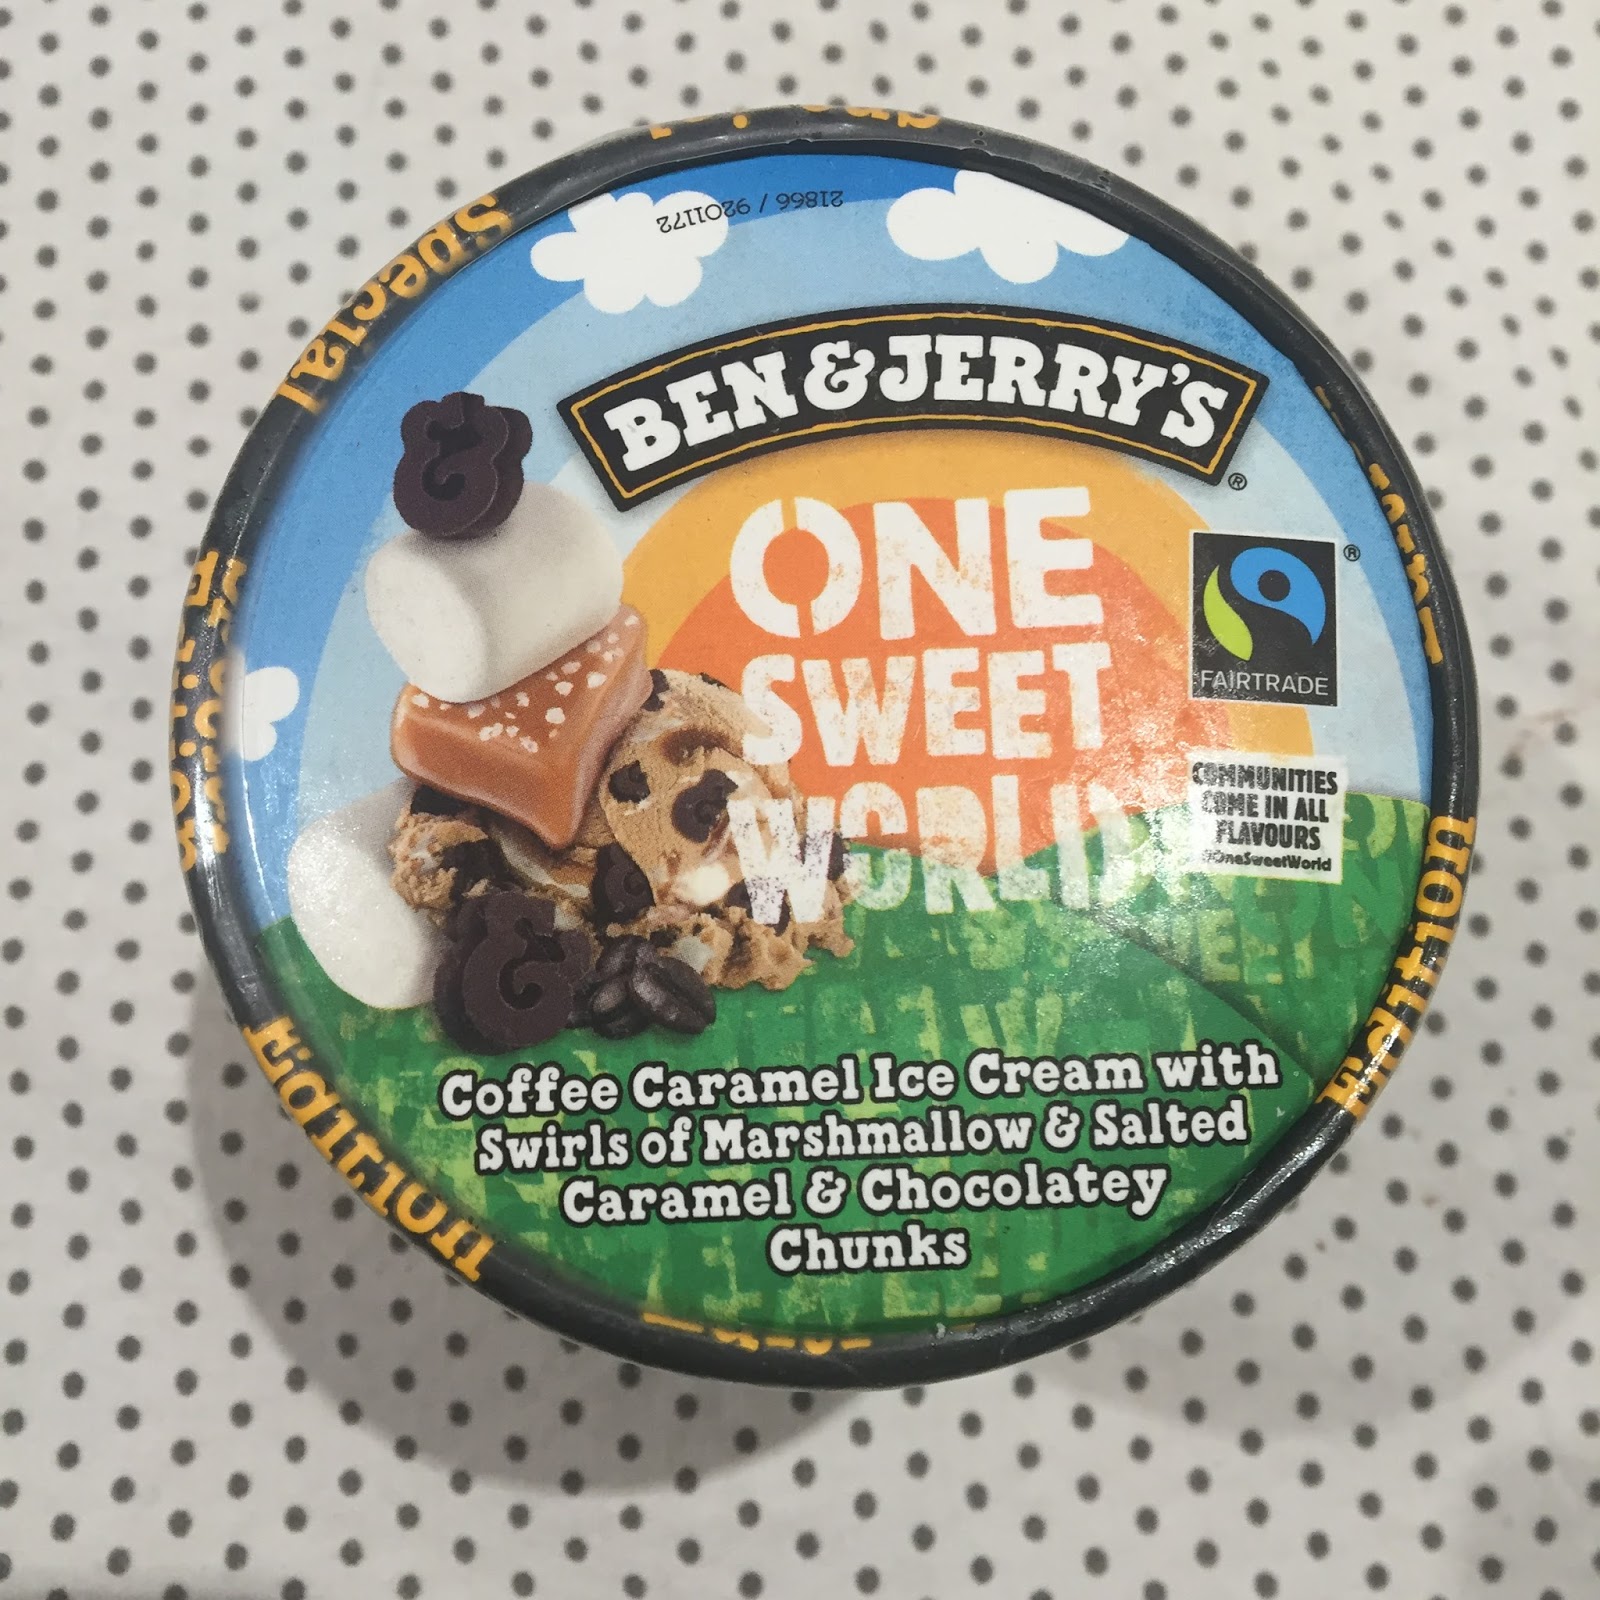 Special
21866 / 9201172
BEN & JERRY'S
®
ONE
SWEET
WORLD
®
FAIRTRADE
COMMUNITIES
COME IN ALL
FLAVOURS
#OneSweetWorld
Coffee Caramel Ice Cream with
Swirls of Marshmallow & Salted
Caramel & Chocolatey
Chunks
Edition